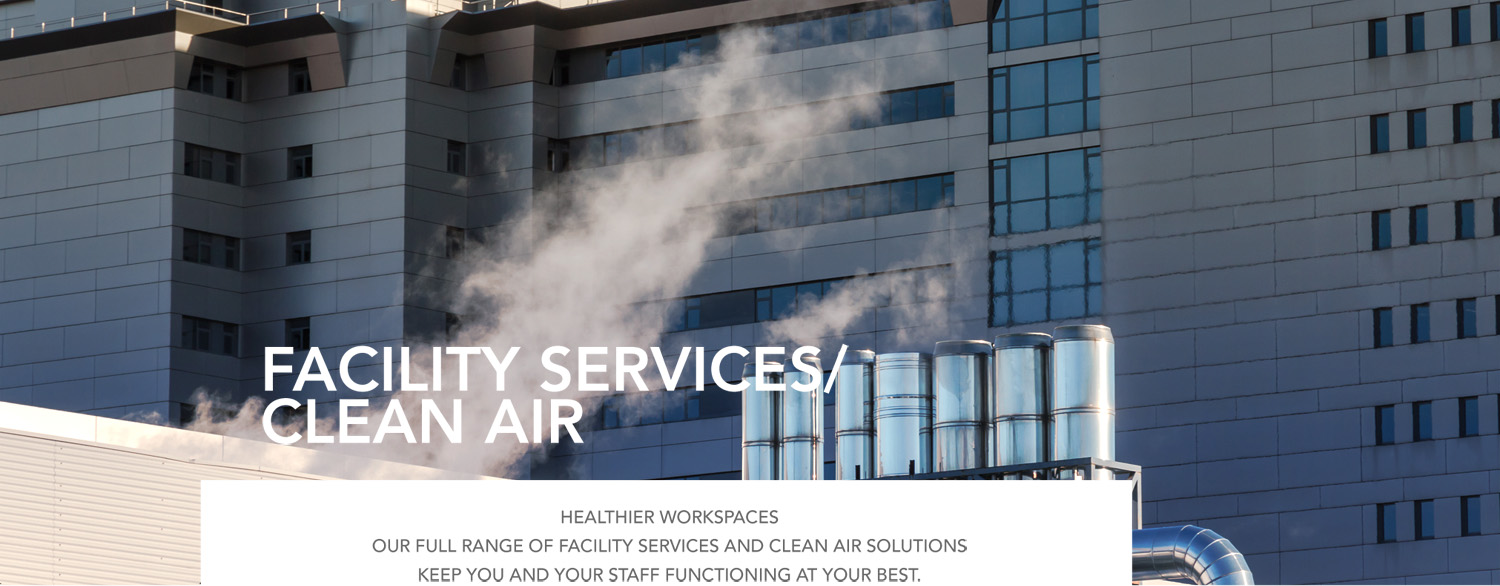 FACILITY SERVICES/
CLEAN AIR
HEALTHIER WORKSPACES
OUR FULL RANGE OF FACILITY SERVICES AND CLEAN AIR SOLUTIONS
KEEP YOU AND YOUR STAFF FUNCTIONING AT YOUR BEST.